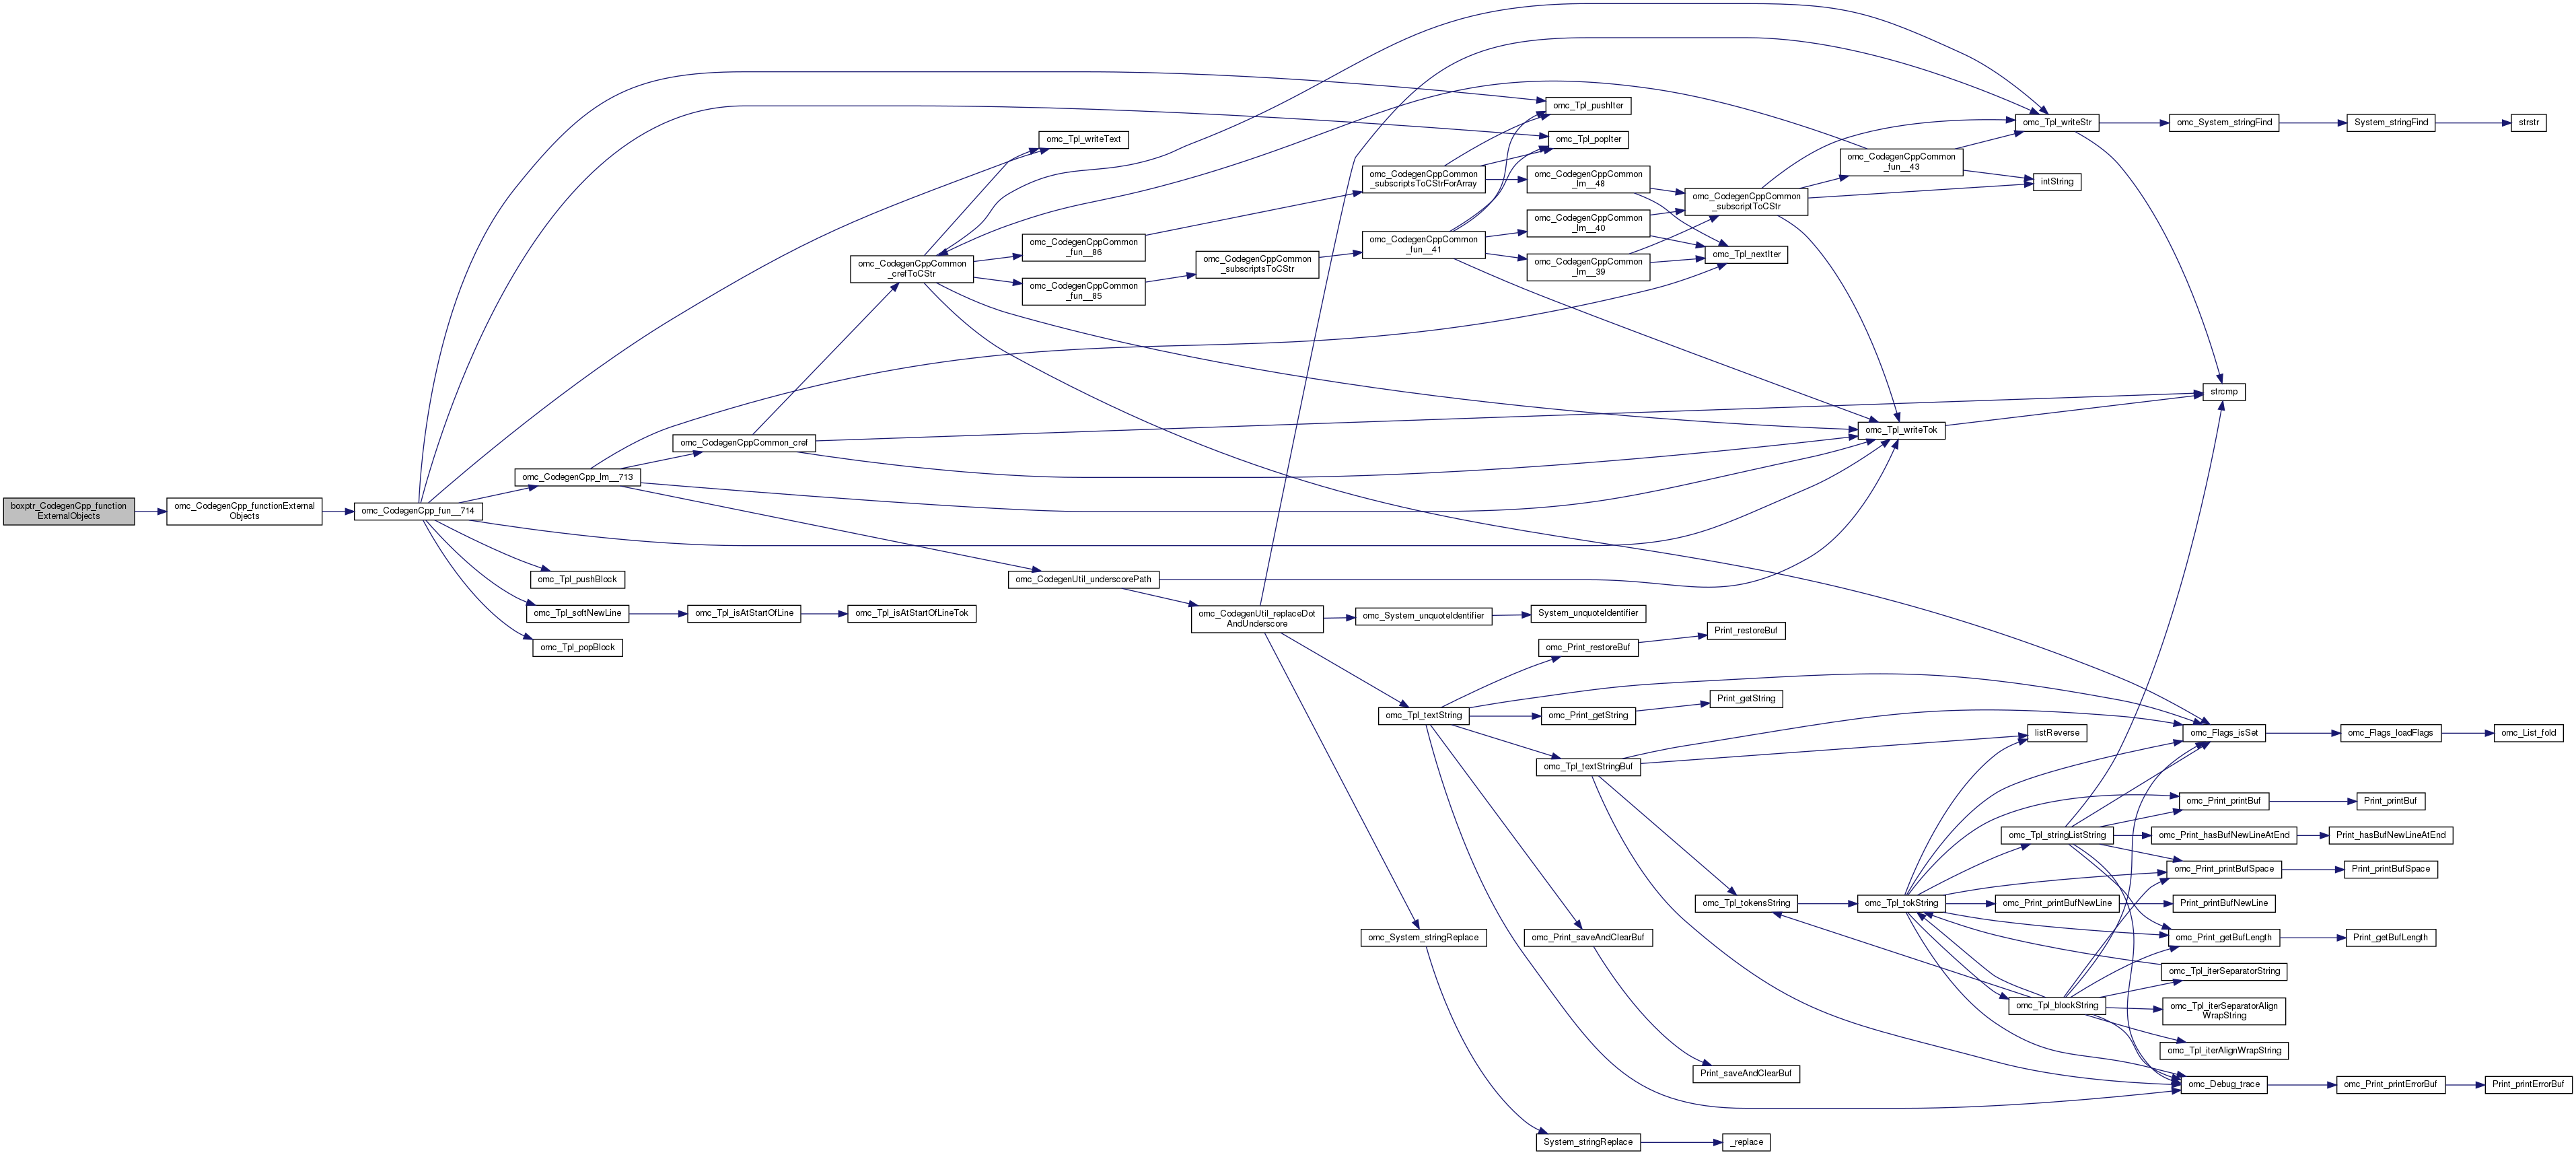 boxptr_CodegenCpp_function
ExternalObjects
omc_CodegenCpp_functionExternal
Objects
omc_CodegenCpp_fun__714
omc_CodegenCpp_lm__713
omc_Tpl_pushBlock
omc_Tpl_softNewLine
omc_Tpl_popBlock
omc_CodegenCppCommon_cref
omc_Tpl_isAtStartOfLine
omc_Tpl_isAtStartOfLineTok
omc_CodegenCppCommon
_crefToCStr
omc_Tpl_writeText
omc_CodegenCppCommon
_fun__86
omc_CodegenCppCommon
_fun__85
omc_CodegenUtil_underscorePath
omc_CodegenCppCommon
_subscriptsToCStr
omc_CodegenUtil_replaceDot
AndUnderscore
omc_CodegenCppCommon
_subscriptsToCStrForArray
omc_CodegenCppCommon
_fun__41
omc_System_unquoteIdentifier
omc_Tpl_textString
omc_System_stringReplace
omc_Tpl_pushIter
omc_Tpl_popIter
omc_CodegenCppCommon
_lm__48
omc_CodegenCppCommon
_lm__40
omc_CodegenCppCommon
_lm__39
System_unquoteIdentifier
omc_Print_restoreBuf
omc_Print_getString
omc_Tpl_textStringBuf
omc_Print_saveAndClearBuf
System_stringReplace
omc_CodegenCppCommon
_subscriptToCStr
omc_Tpl_nextIter
Print_restoreBuf
Print_getString
omc_Tpl_tokensString
Print_saveAndClearBuf
_replace
omc_CodegenCppCommon
_fun__43
omc_Tpl_writeTok
omc_Tpl_tokString
omc_Tpl_writeStr
intString
listReverse
omc_Tpl_stringListString
omc_Print_printBufNewLine
omc_Tpl_blockString
omc_System_stringFind
strcmp
omc_Flags_isSet
omc_Print_printBuf
omc_Print_hasBufNewLineAtEnd
omc_Print_printBufSpace
Print_printBufNewLine
omc_Print_getBufLength
omc_Tpl_iterSeparatorString
omc_Tpl_iterSeparatorAlign
WrapString
omc_Tpl_iterAlignWrapString
omc_Debug_trace
System_stringFind
omc_Flags_loadFlags
Print_printBuf
Print_hasBufNewLineAtEnd
Print_printBufSpace
Print_getBufLength
omc_Print_printErrorBuf
strstr
omc_List_fold
Print_printErrorBuf